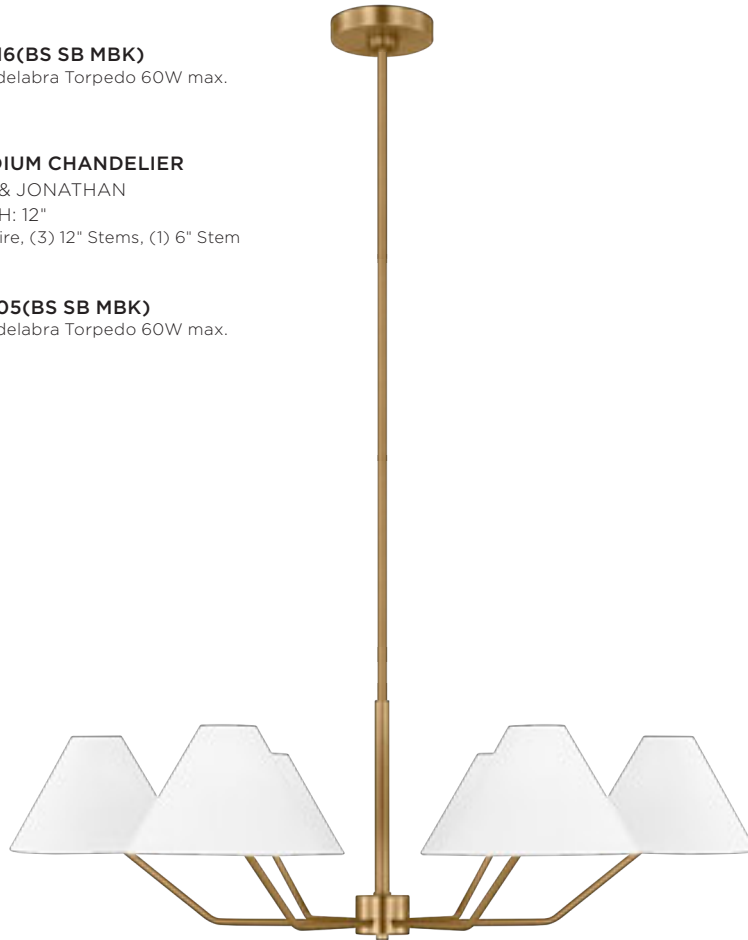 16(BS SB MBK)
delabra Torpedo 60W max.
DIUM CHANDELIER
& JONATHAN
H: 12"
ire, (3) 12" Stems, (1) 6" Stem
05(BS SB MBK)
delabra Torpedo 60W max.